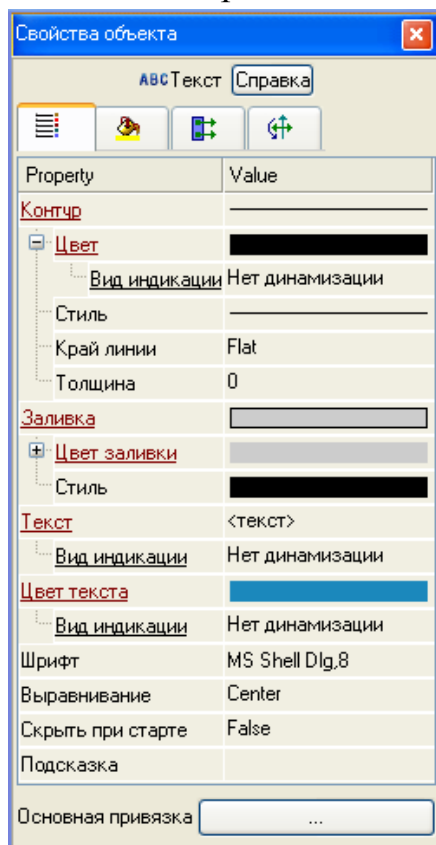 Свойства объекта
ABC Текст Справка
Property Value
Контур
Цвет
Вид индикации Нет динамизации
Стиль
Край линии Flat
Толщина 0
Заливка
Цвет заливки
Стиль
Текст <текст>
Вид индикации Нет динамизации
Цвет текста
Вид индикации Нет динамизации
Шрифт MS Shell Dlg,8
Выравнивание Center
Скрыть при старте False
Подсказка
Основная привязка ...